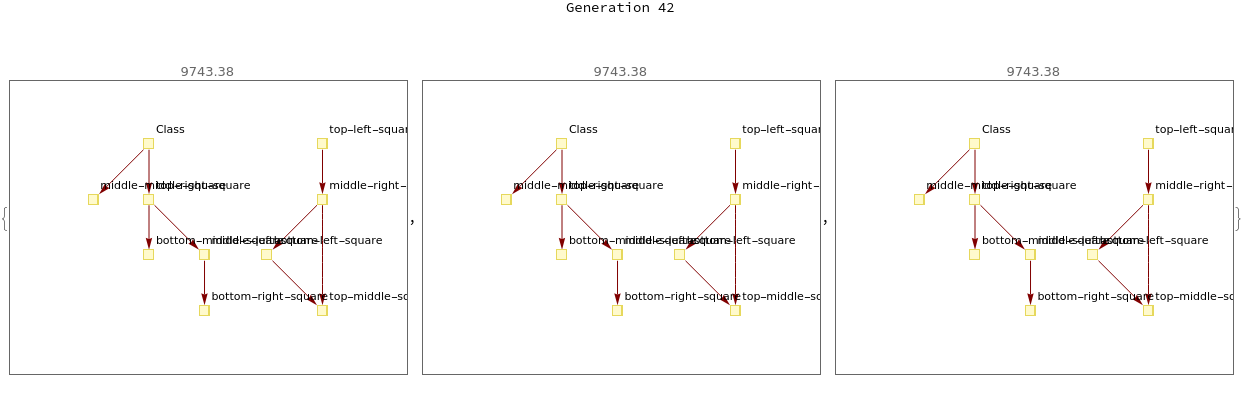 Generation 42
9743.38
9743.38
9743.38
Class
top-left-squar
Class
top-left-squar
Class
top-left-squar
middle-middle-square
top-right-square
middle-right-
middle-middle-square
top-right-square
middle-right-
middle-middle-square
top-right-square
middle-right-
bottom-middle-square
middle-left-square
bottom-left-square
bottom-middle-square
middle-left-square
bottom-left-square
bottom-middle-square
middle-left-square
bottom-left-square
bottom-right-square
top-middle-sq
bottom-right-square
top-middle-sq
bottom-right-square
top-middle-sq
{
,
,
}